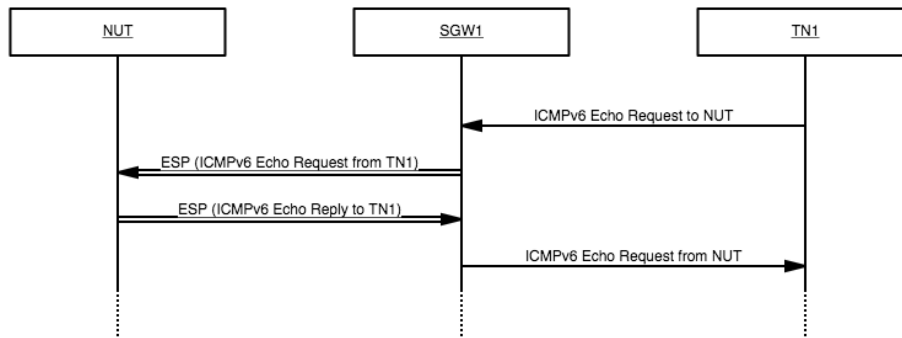 NUT
SGW1
TN1
ICMPv6 Echo Request to NUT
ESP (ICMPv6 Echo Request from TN1)
ESP (ICMPv6 Echo Reply to TN1)
ICMPv6 Echo Request from NUT